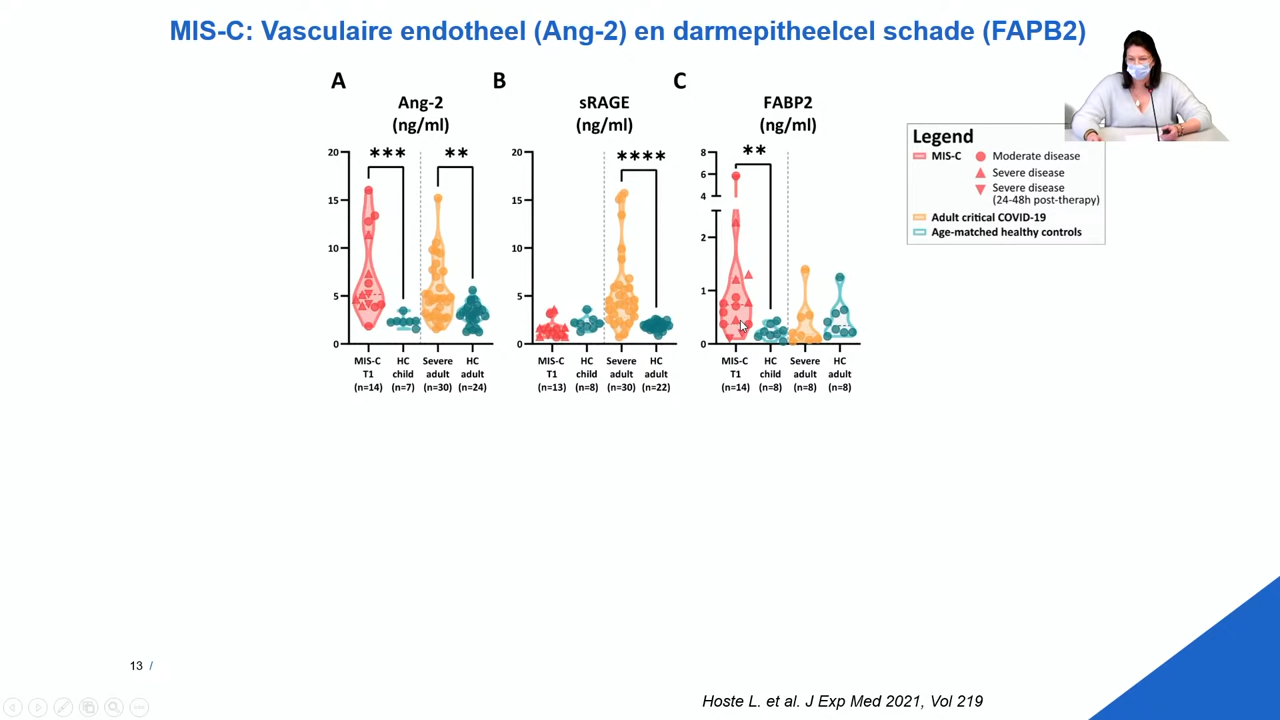 MIS-C: Vasculaire endotheel (Ang-2) en darmepitheelcel schade (FAPB2)
A
Ang-2
(ng/ml)
***
**
20
15
10
5
0
MIS-C
T1
(n=14)
HC
child
(n=7)
Severe
adult
(n=30)
HC
adult
(n=24)
B
sRAGE
(ng/ml)
****
20
15
10
5
0
MIS-C
T1
(n=13)
HC
child
(n=8)
Severe
adult
(n=30)
HC
adult
(n=22)
C
FABP2
(ng/ml)
**
8
6
4
2
1
0
MIS-C
T1
(n=14)
HC
child
(n=8)
Severe
adult
(n=8)
HC
adult
(n=8)
Legend
MIS-C
Moderate disease
Severe disease
Severe disease
(24-48h post-therapy)
Adult critical COVID-19
Age-matched healthy controls
13 /
Hoste L. et al. J Exp Med 2021, Vol 219